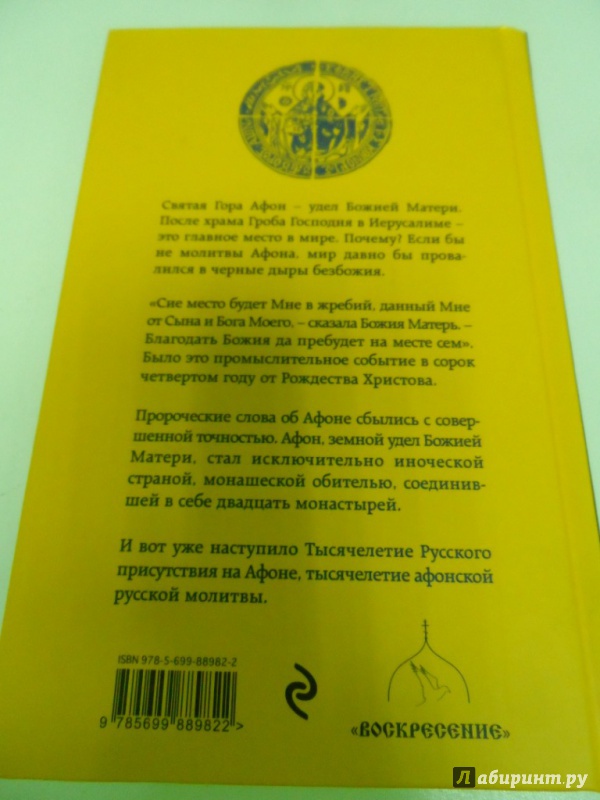 Святая Гора Афон – удел Божией Матери.
После храма Гроба Господня в Иерусалиме –
это главное место в мире. Почему? Если бы
не молитвы Афона, мир давно бы прова-
лился в черные дыры безбожия.
«Сие место будет Мне в жребий, данный Мне
от Сына и Бога Моего, – сказала Божия Матерь. –
Благодать Божия да пребудет на месте сем».
Было это промыслительное событие в сорок
четвертом году от Рождества Христова.
Пророческие слова об Афоне сбылись с совер-
шенной точностью. Афон, земной удел Божией
Матери, стал исключительно иноческой
страной, монашеской обителью, соединив-
шей в себе двадцать монастырей.
И вот уже наступило Тысячелетие Русского
присутствия на Афоне, тысячелетие афонской
русской молитвы.
ISBN 978-5-699-88982-2
9 785699 889822>
«ВОСКРЕСЕНИЕ»
Лабиринт.ру